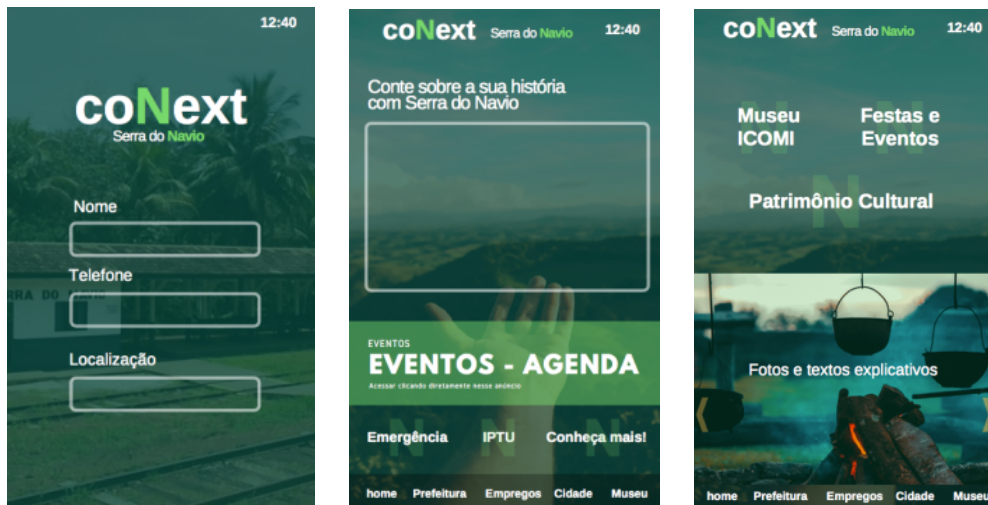 12:40
coNext
Serra do Navio
Nome
Telefone
Localização
coNext Serra do Navio 12:40
Conte sobre a sua história
com Serra do Navio
EVENTOS
EVENTOS - AGENDA
Acessar clicando diretamente nesse anúncio
Emergência IPTU Conheça mais!
home Prefeitura Empregos Cidade Museu
coNext Serra do Navio 12:40
Museu
ICOMI
Festas e
Eventos
Patrimônio Cultural
Fotos e textos explicativos
home Prefeitura Empregos Cidade Museu